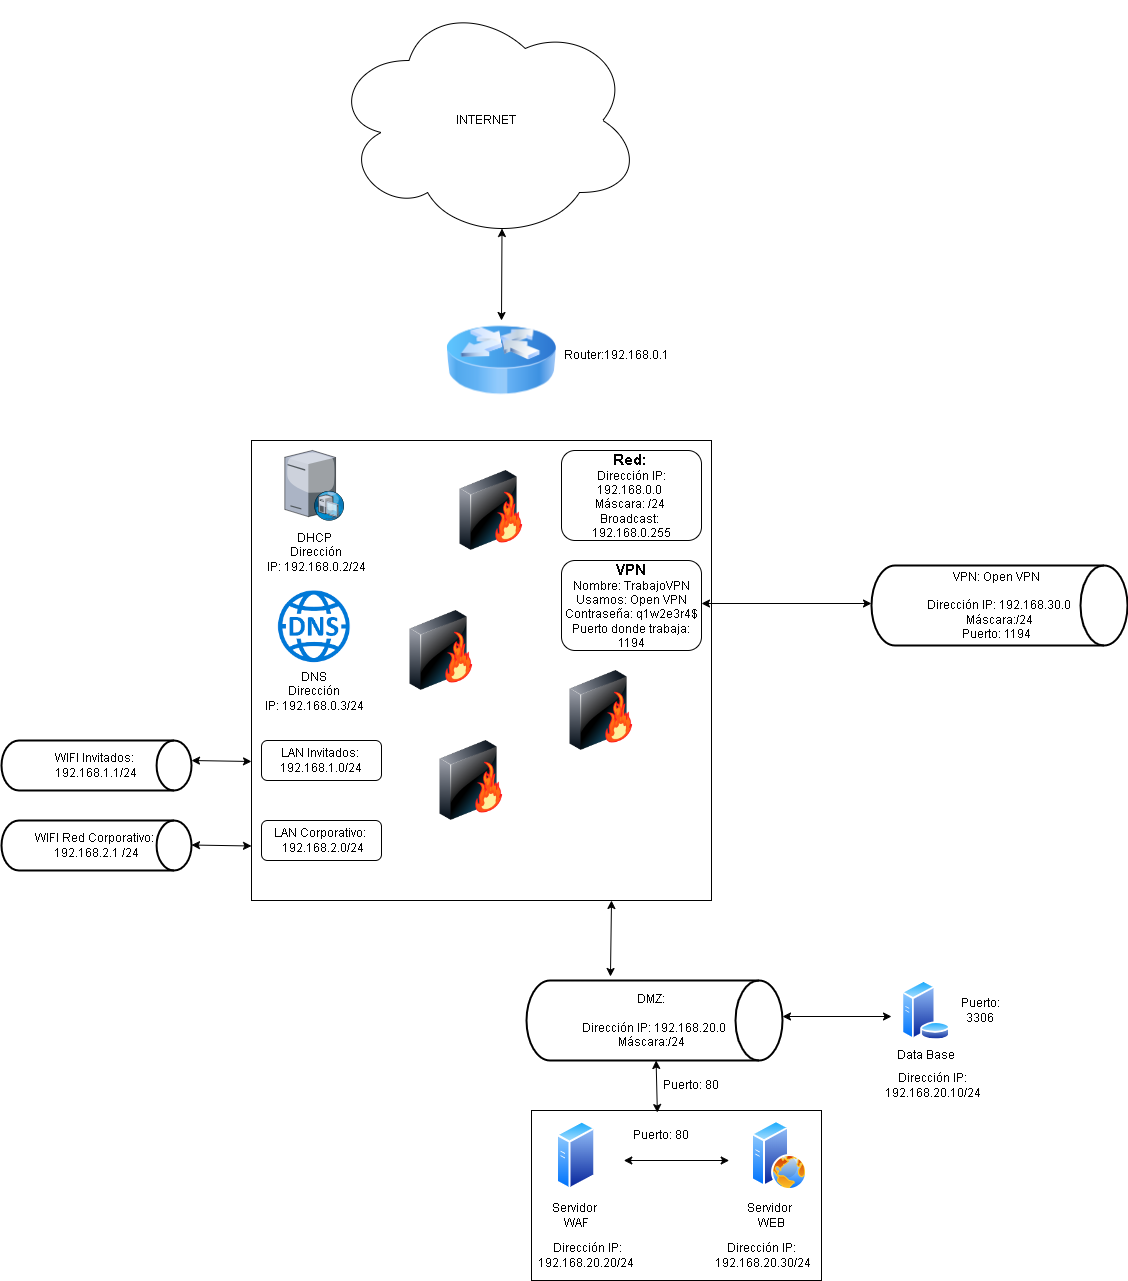 INTERNET
Router:192.168.0.1
DHCP
Dirección
IP: 192.168.0.2/24
DNS
DNS
Dirección
IP: 192.168.0.3/24
Red:
Dirección IP:
192.168.0.0
Máscara: /24
Broadcast:
192.168.0.255
VPN
Nombre: TrabajoVPN
Usamos: Open VPN
Contraseña: q1w2e3r4$
Puerto donde trabaja:
1194
VPN: Open VPN
Dirección IP: 192.168.30.0
Máscara:/24
Puerto: 1194
WIFI Invitados:
192.168.1.1/24
LAN Invitados:
192.168.1.0/24
WIFI Red Corporativo:
192.168.2.1 /24
LAN Corporativo:
192.168.2.0/24
DMZ:
Dirección IP: 192.168.20.0
Máscara:/24
Puerto:
3306
Data Base
Dirección IP:
192.168.20.10/24
Puerto: 80
Puerto: 80
Servidor
WAF
Dirección IP:
192.168.20.20/24
Servidor
WEB
Dirección IP:
192.168.20.30/24